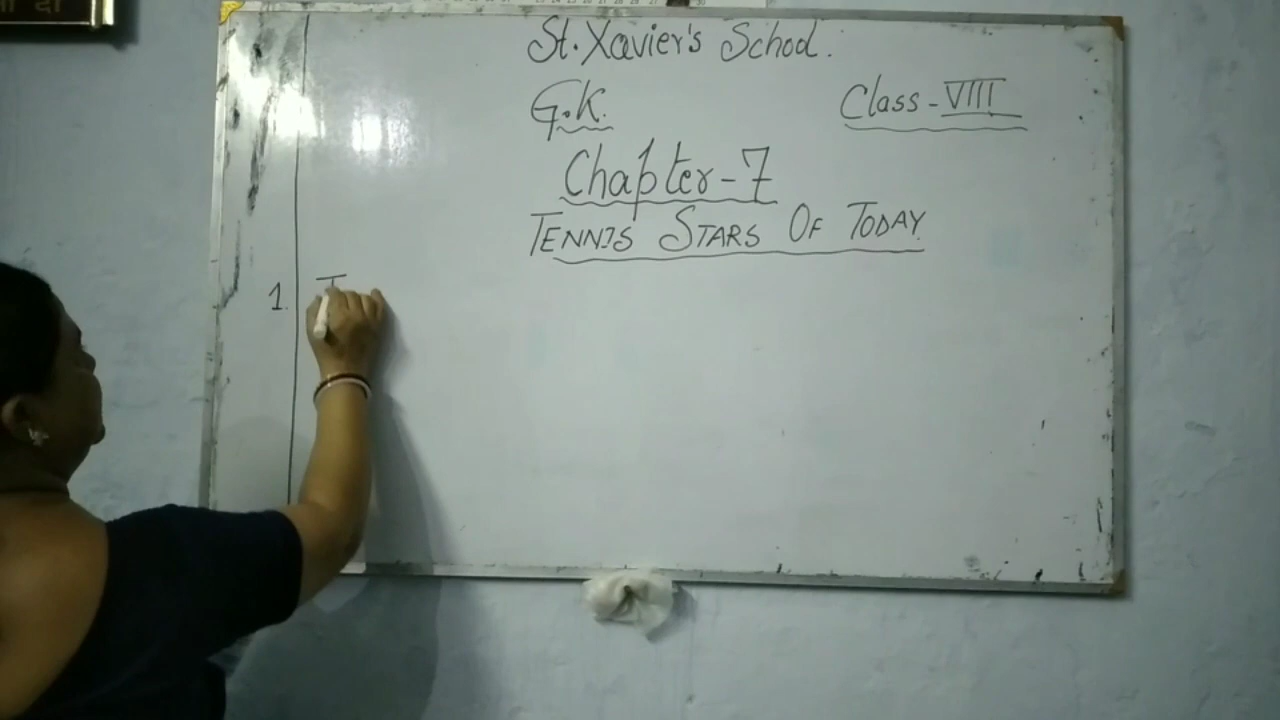 St. Xavier's School.
G.K. Class - VIII
Chapter - 7
TENNIS STARS OF TODAY.
1. T